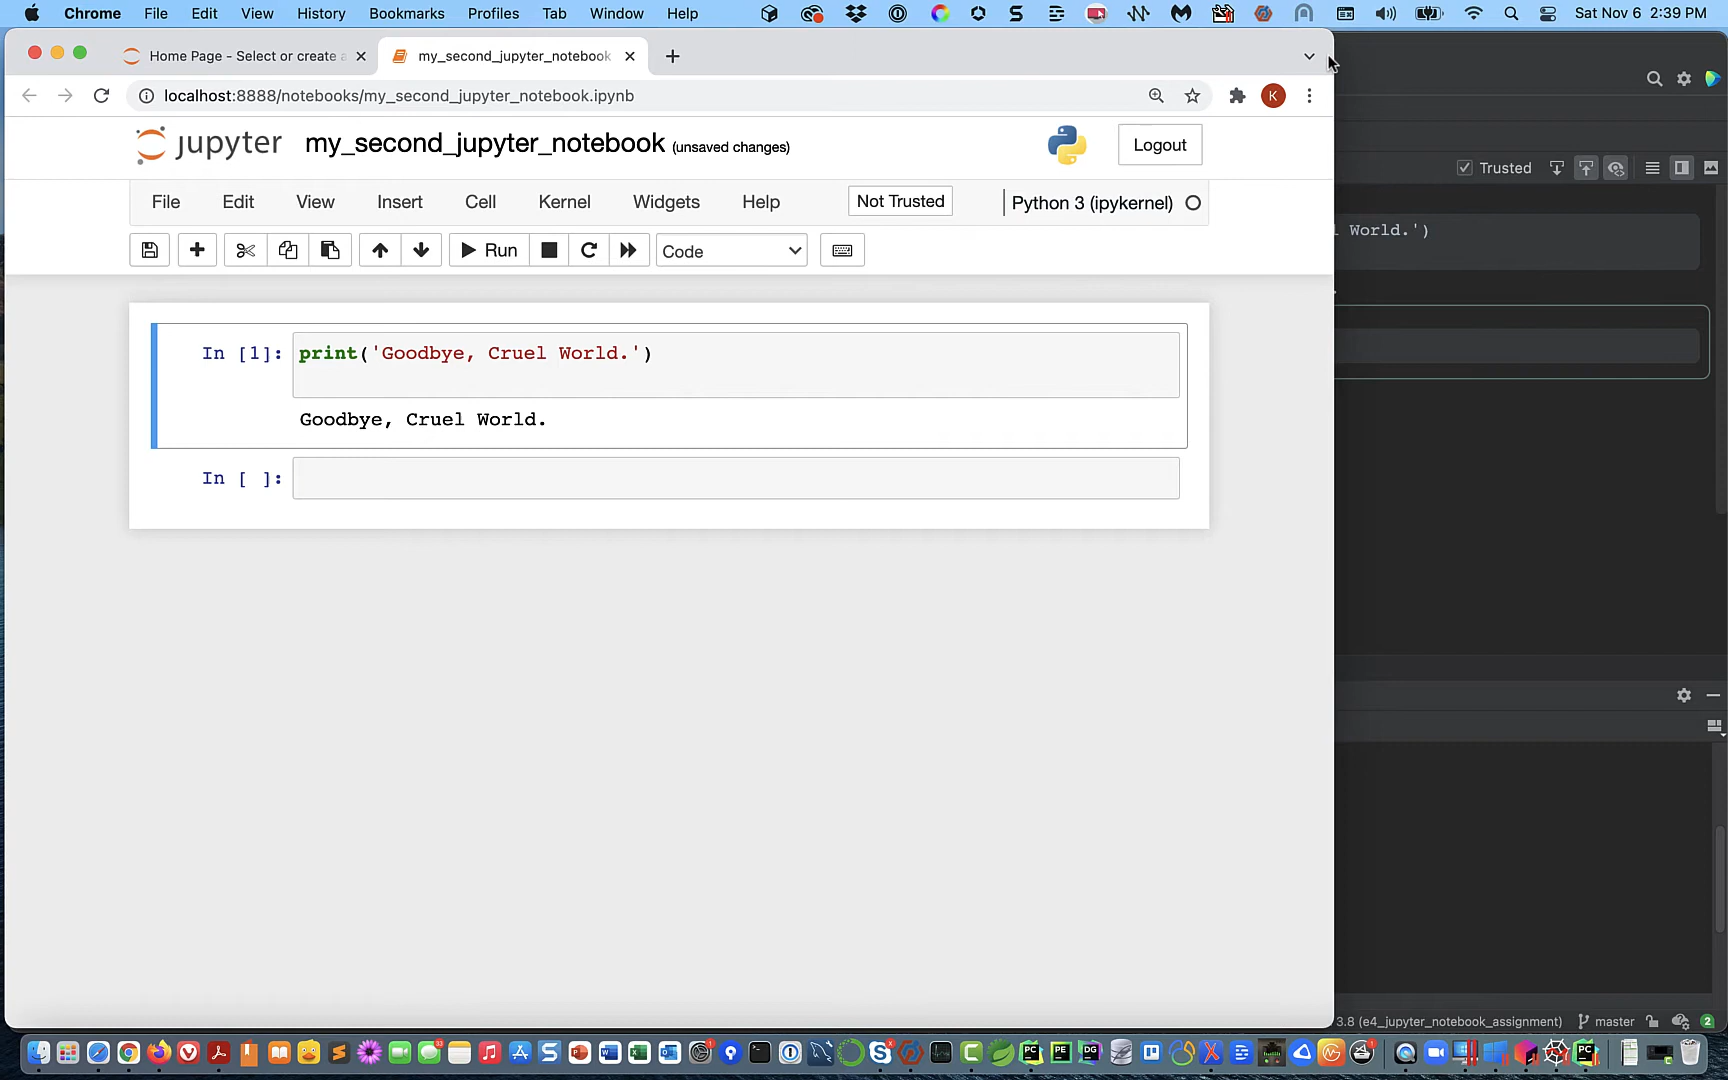 Chrome File Edit View History Bookmarks Profiles Tab Window Help Sat Nov 6 2:39 PM
Home Page - Select or create a my_second_jupyter_notebook
localhost:8888/notebooks/my_second_jupyter_notebook.ipynb K
jupyter my_second_jupyter_notebook (unsaved changes) Logout
Trusted
File Edit View Insert Cell Kernel Widgets Help Not Trusted Python 3 (ipykernel)
l World.')
Run Code
In [1]: print('Goodbye, Cruel World.')
Goodbye, Cruel World.
In [ ]:
3.8 (e4_jupyter_notebook_assignment) master 2
33